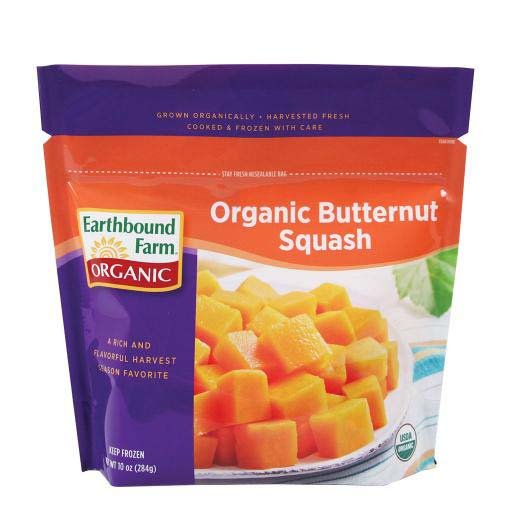 GROWN ORGANICALLY • HARVESTED FRESH
COOKED & FROZEN WITH CARE
STAY FRESH RESEALABLE BAG
Organic Butternut
Squash
Earthbound
Farm
ORGANIC
A RICH AND
FLAVORFUL HARVEST
SEASON FAVORITE
KEEP FROZEN
WT 10 oz (284g)
USDA
ORGANIC